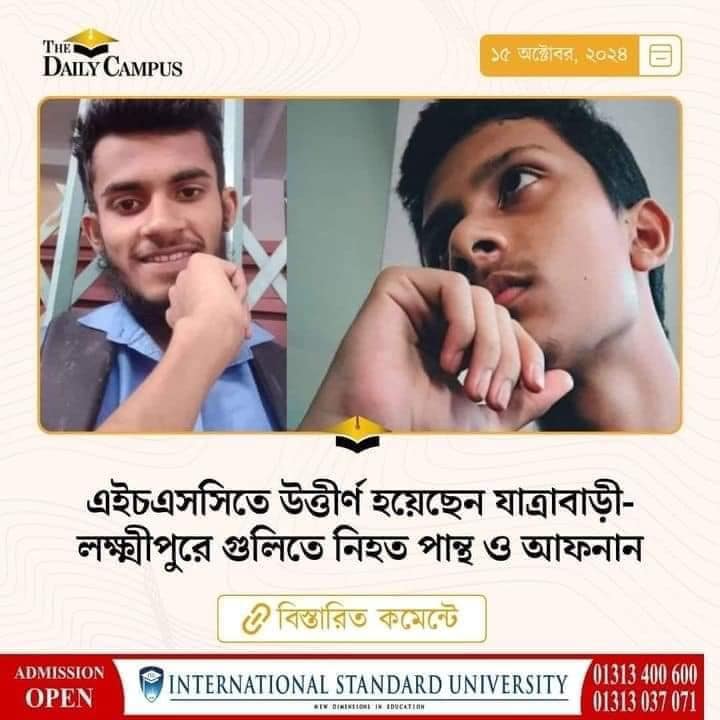 THE
DAILY CAMPUS
১৫ অক্টোবর, ২০২৪
এইচএসসিতে উত্তীর্ণ হয়েছেন যাত্রাবাড়ী-
লক্ষ্মীপুরে গুলিতে নিহত পান্থ ও আফনান
বিস্তারিত কমেন্টে
ADMISSION
OPEN
INTERNATIONAL STANDARD UNIVERSITY
NEW DIMENSIONS IN EDUCATION
01313 400 600
01313 037 071